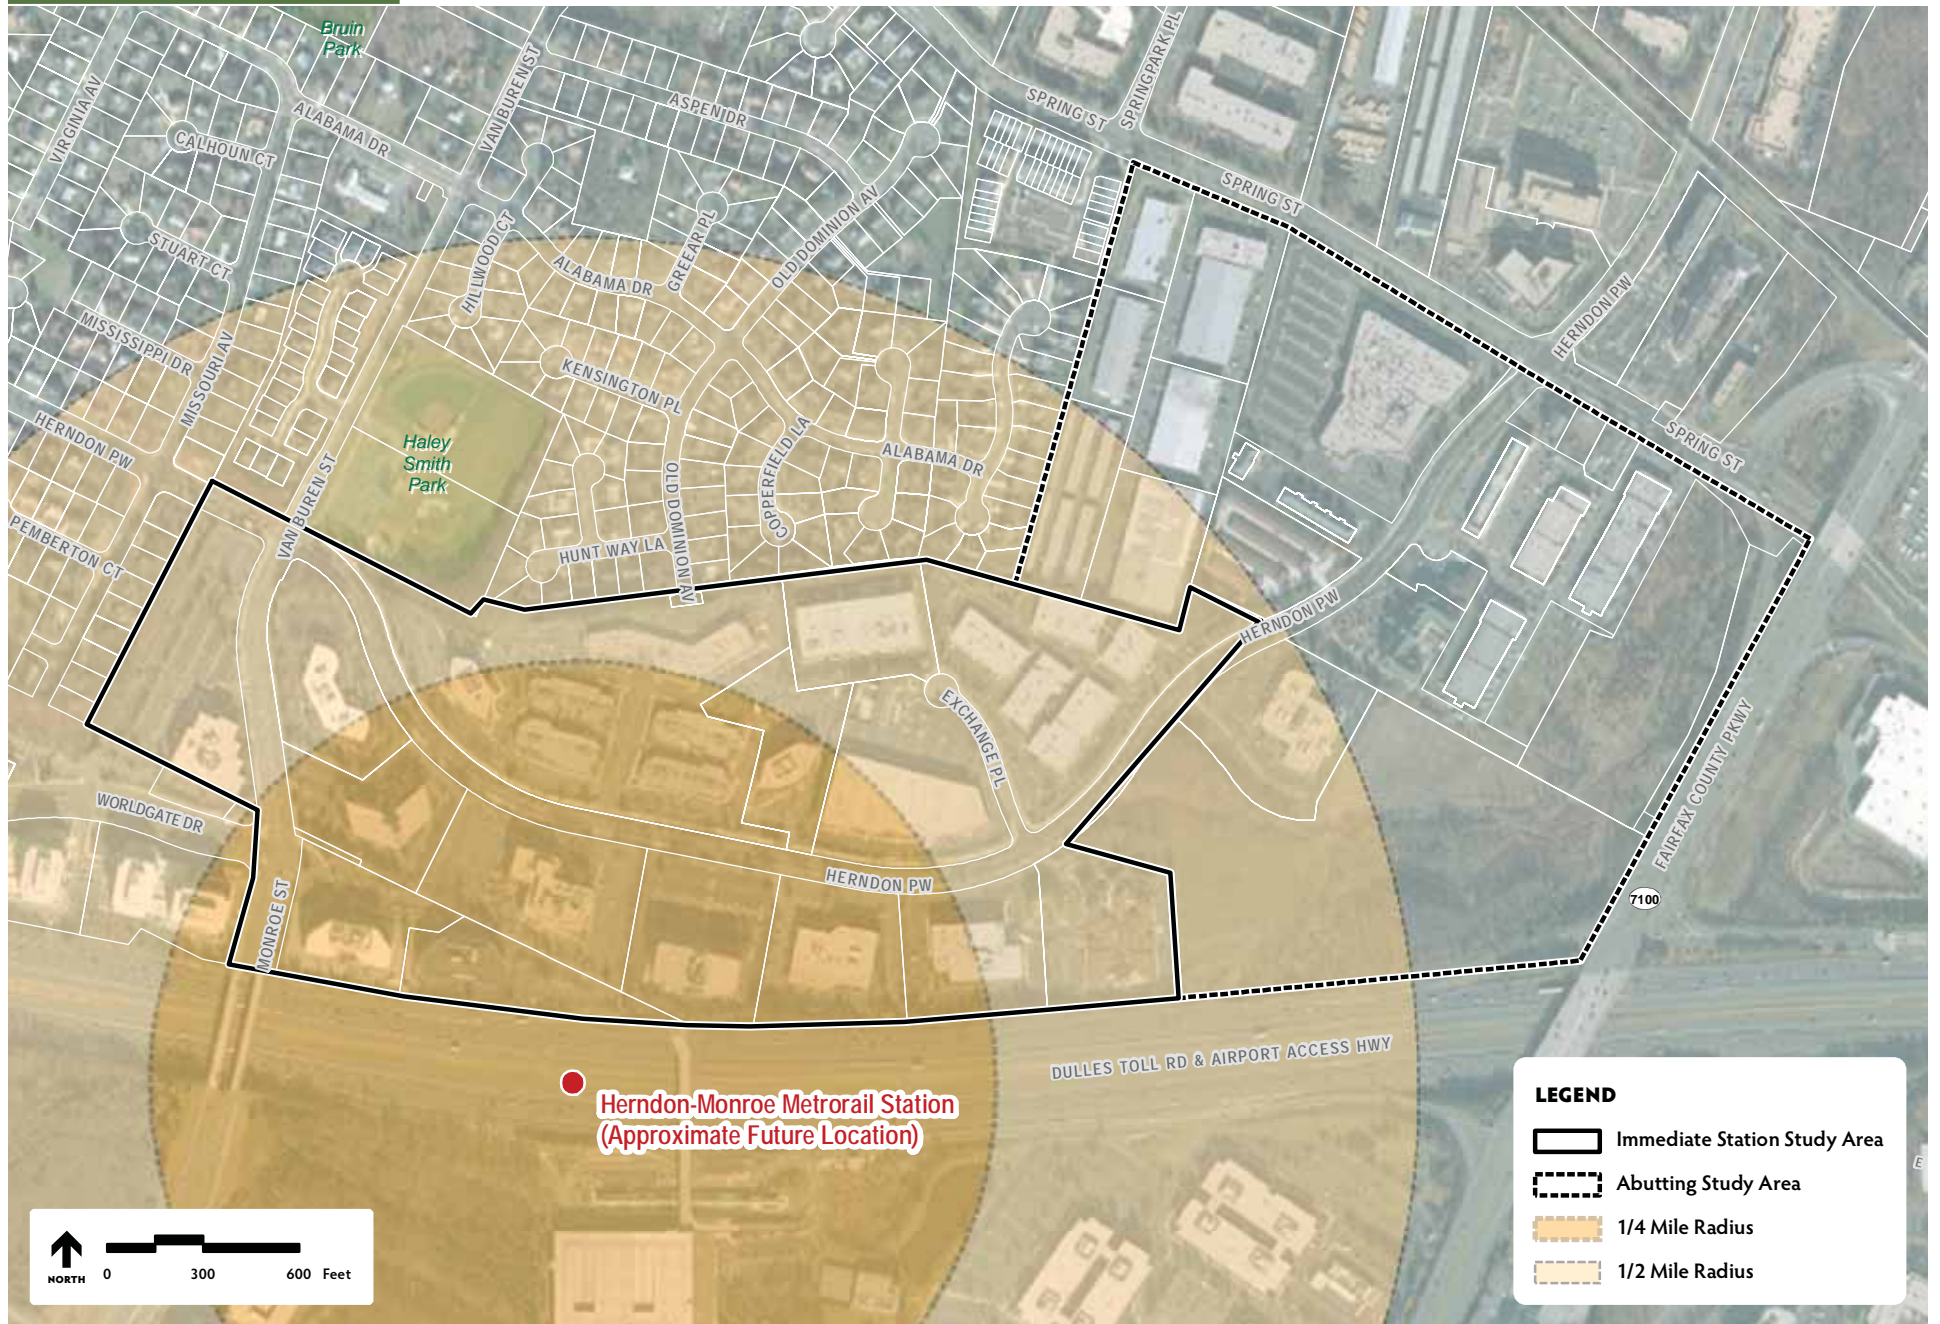 Bruin
Park
VIRGINIA AV
ALABAMA DR
CALHOUN CT
VAN BUREN ST
ASPEN DR
SPRING ST
SPRINGPARK PL
STUART CT
HILLWOOD CT
ALABAMA DR
GREEAR PL
OLD DOMINION AV
SPRING ST
HERNDON PW
MISSISSIPPI DR
MISSOURI AV
KENSINGTON PL
HERNDON PW
Haley
Smith
Park
VAN BUREN ST
OLD DOMINION AV
COPPERFIELD LA
ALABAMA DR
SPRING ST
PEMBERTON CT
HUNT WAY LA
HERNDON PW
EXCHANGE PL
FAIRFAX COUNTY PKWY
7100
WORLDGATE DR
HERNDON PW
MONROE ST
DULLES TOLL RD & AIRPORT ACCESS HWY
Herndon-Monroe Metrorail Station
(Approximate Future Location)
LEGEND
Immediate Station Study Area
Abutting Study Area
1/4 Mile Radius
1/2 Mile Radius
E
NORTH
0 300 600 Feet